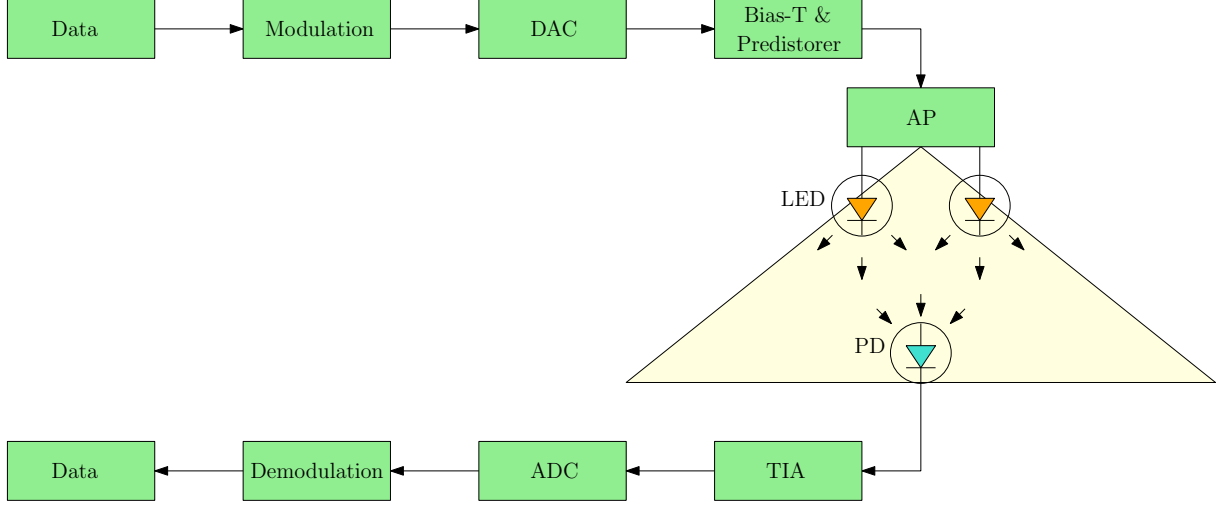 Data
Modulation
DAC
Bias-T &
Predistorer
AP
LED
PD
Data
Demodulation
ADC
TIA